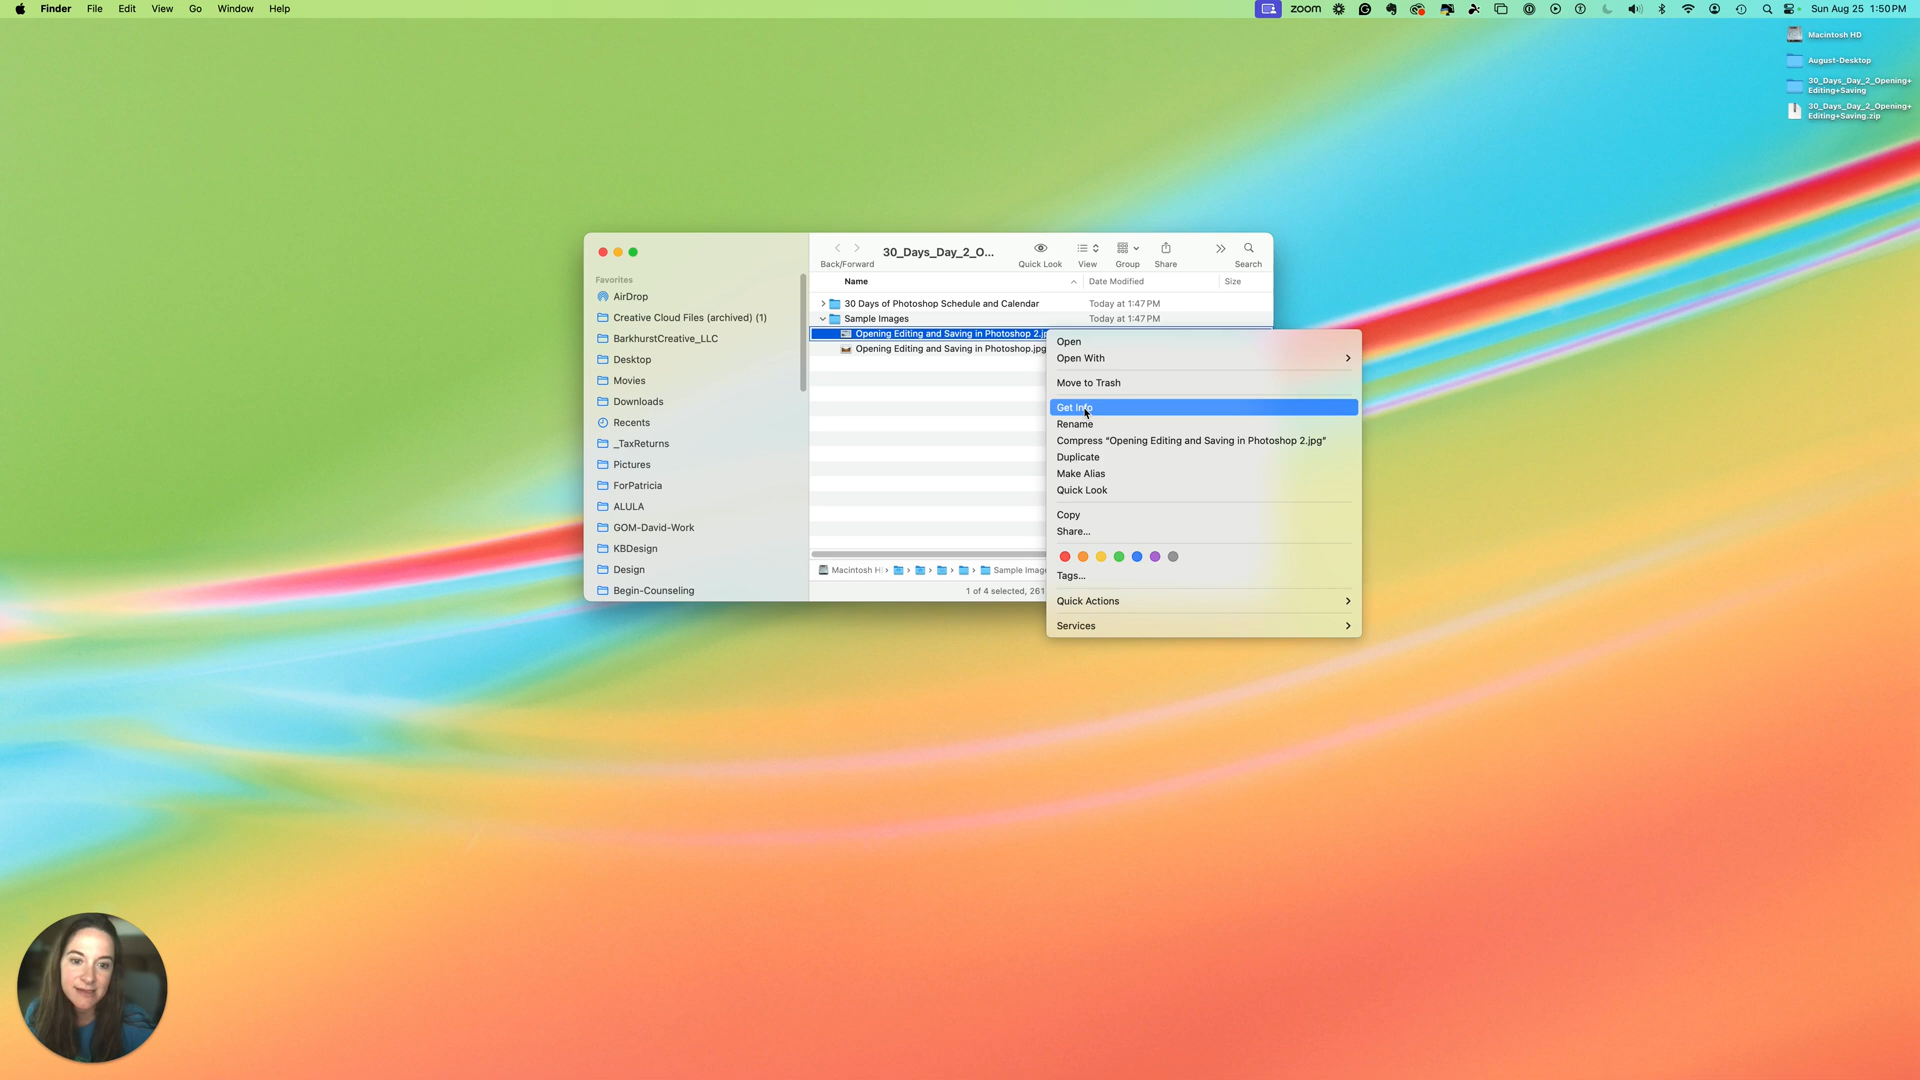 Finder File Edit View Go Window Help
zoom Sun Aug 25 1:50 PM
Macintosh HD
August-Desktop
30_Days_Day_2_Opening+
Editing+Saving
30_Days_Day_2_Opening+
Editing+Saving.zip
Favorites
AirDrop
Creative Cloud Files (archived) (1)
BarkhurstCreative_LLC
Desktop
Movies
Downloads
Recents
_TaxReturns
Pictures
ForPatricia
ALULA
GOM-David-Work
KBDesign
Design
Begin-Counseling
30_Days_Day_2_O...
Back/Forward Quick Look View Group Share Search
Name Date Modified Size
30 Days of Photoshop Schedule and Calendar Today at 1:47 PM
Sample Images Today at 1:47 PM
Opening Editing and Saving in Photoshop 2.jp
Opening Editing and Saving in Photoshop.jpg
Macintosh H Sample Image
1 of 4 selected, 261
Open
Open With
Move to Trash
Get Info
Rename
Compress “Opening Editing and Saving in Photoshop 2.jpg”
Duplicate
Make Alias
Quick Look
Copy
Share...
Tags...
Quick Actions
Services